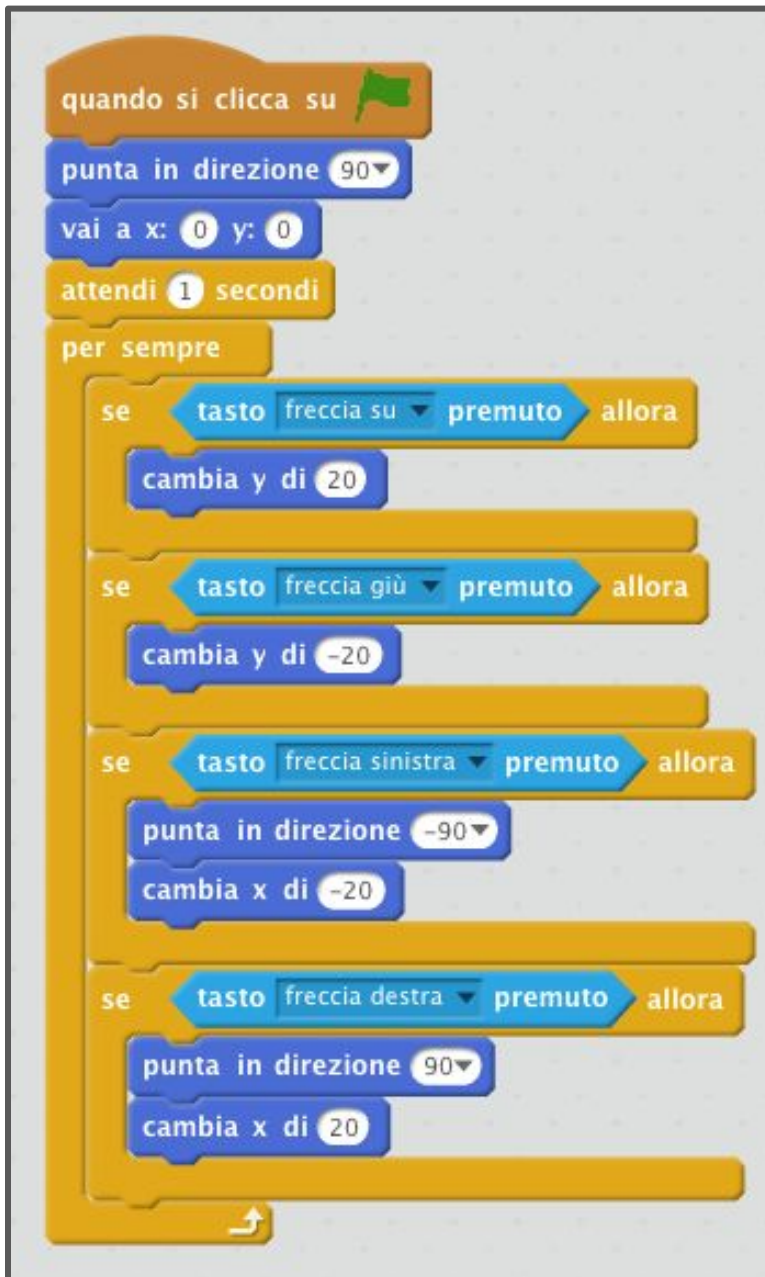 quando si clicca su
punta in direzione 90
vai a x: 0 y: 0
attendi 1 secondi
per sempre
se tasto freccia su premuto allora
cambia y di 20
se tasto freccia giù premuto allora
cambia y di -20
se tasto freccia sinistra premuto allora
punta in direzione -90
cambia x di -20
se tasto freccia destra premuto allora
punta in direzione 90
cambia x di 20